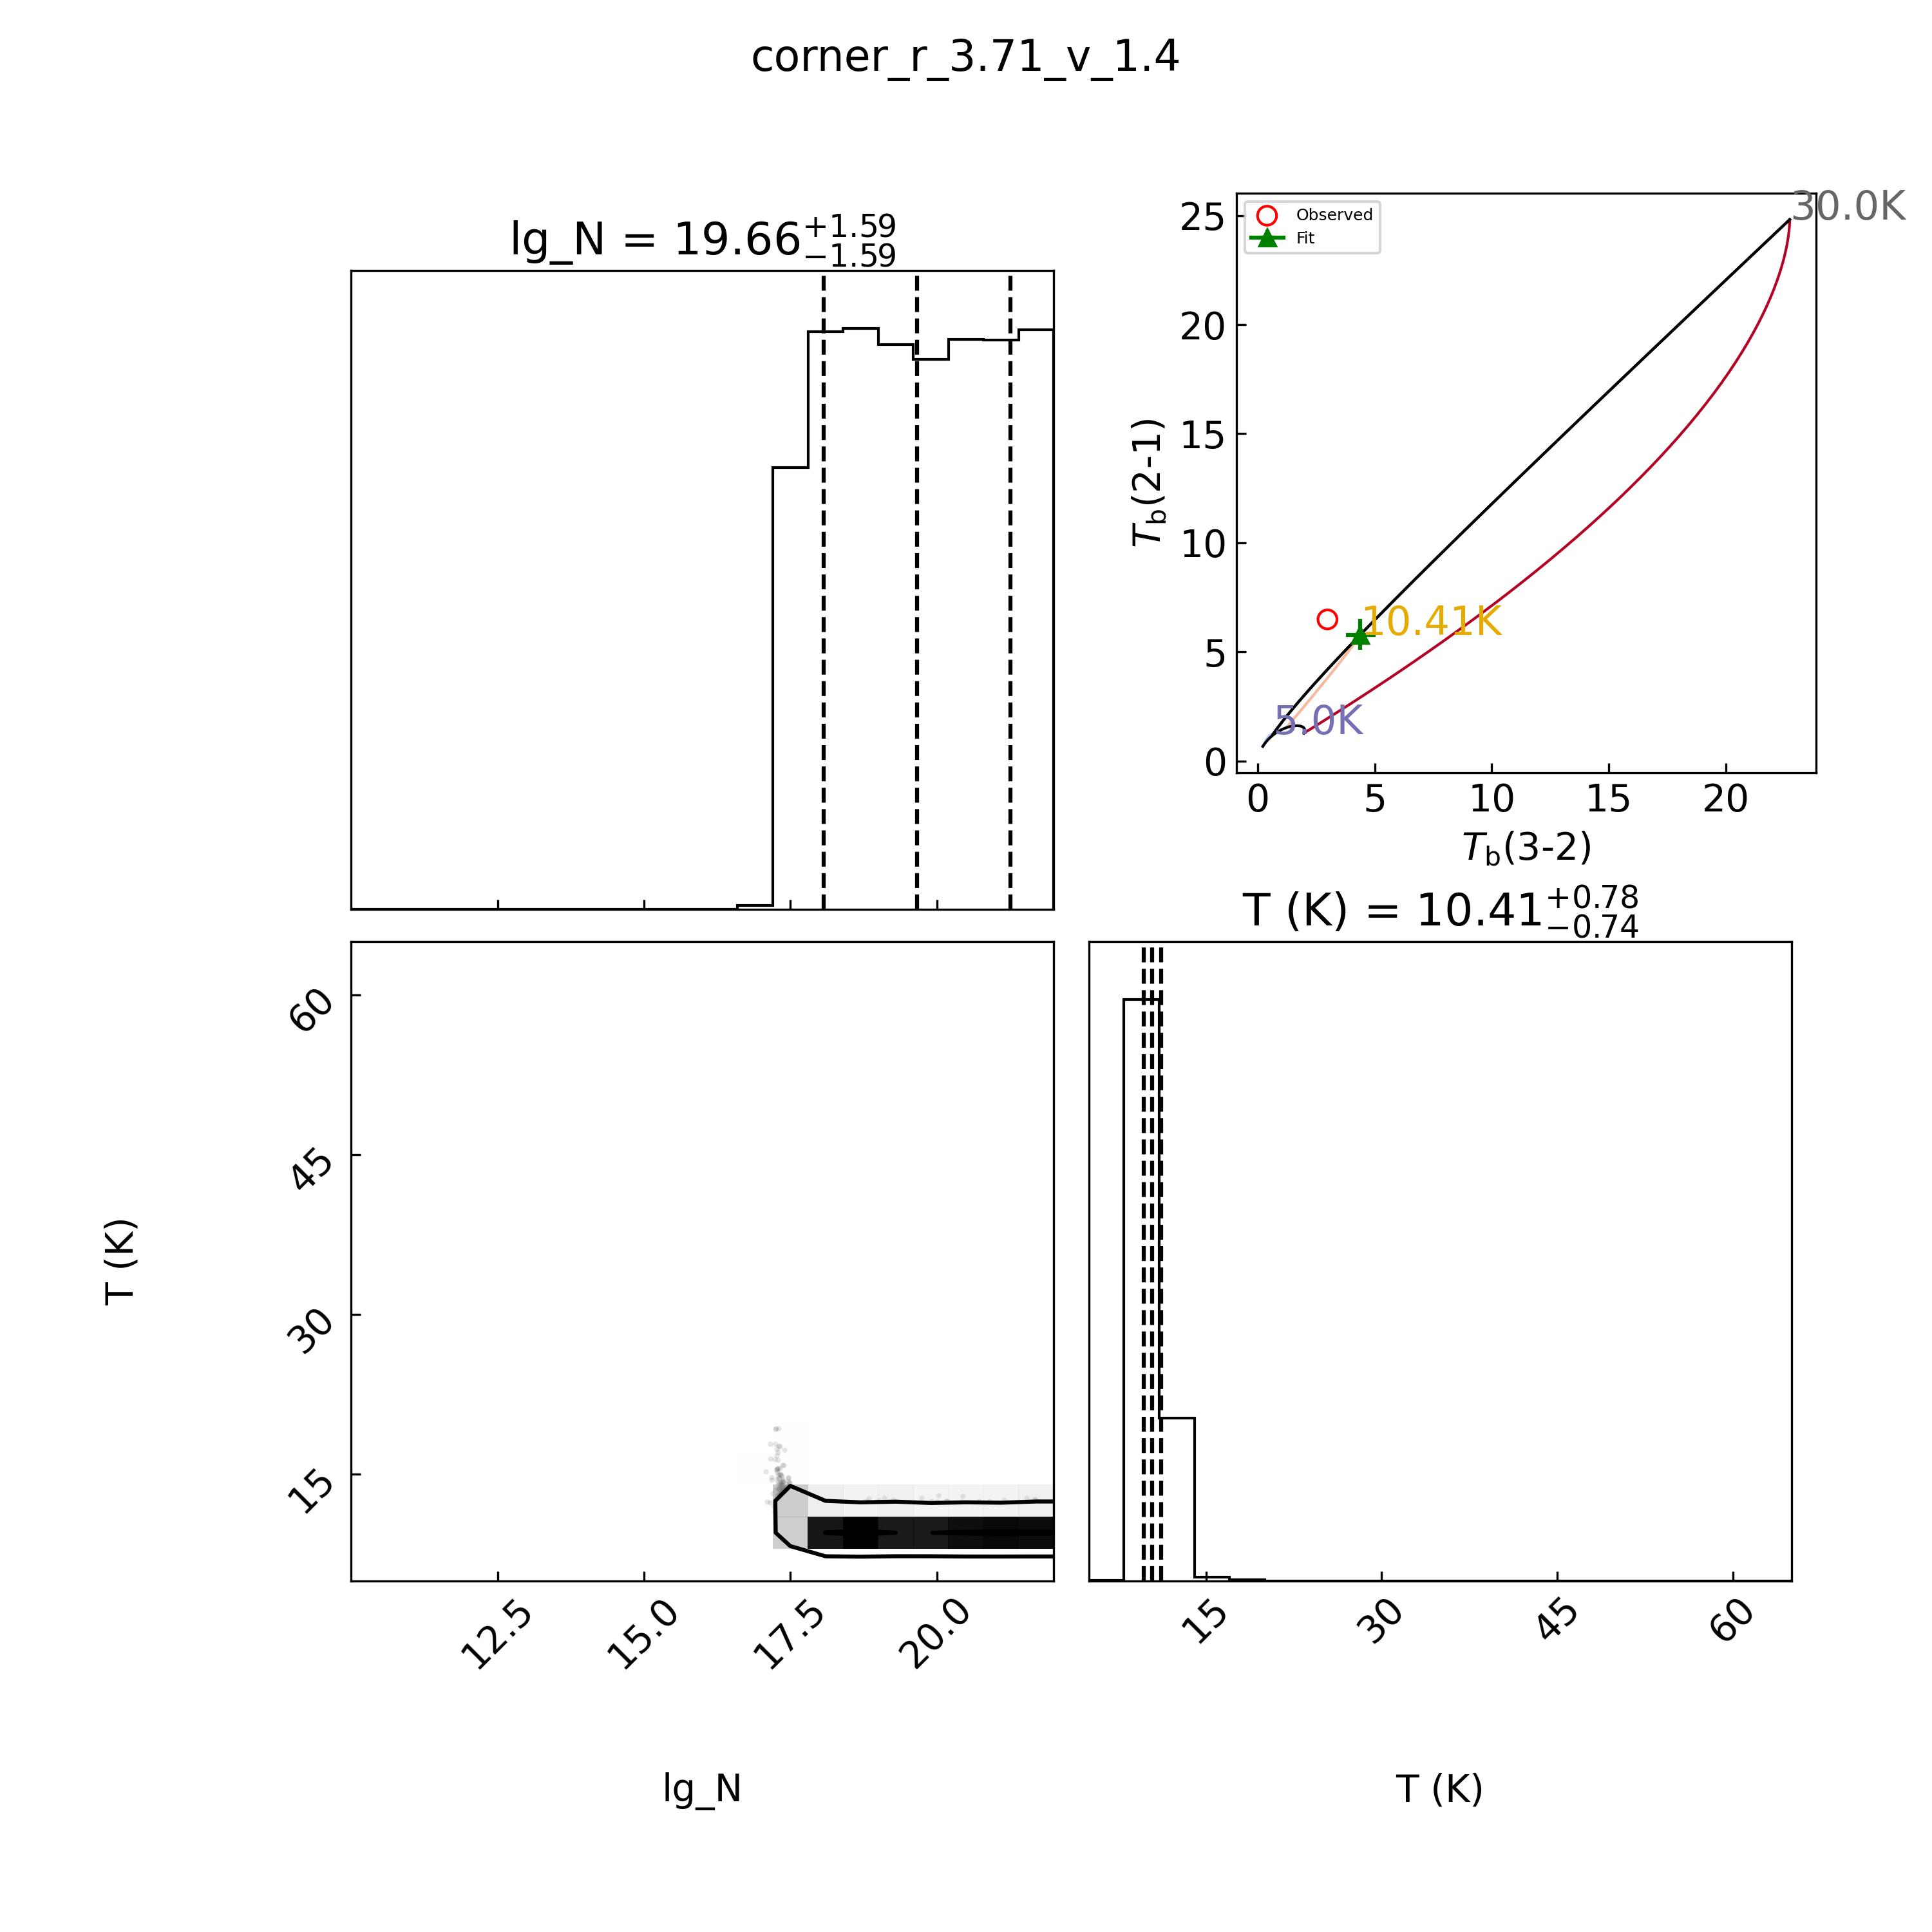 corner_r_3.71_v_1.4
lg_N = 19.66+1.59
−1.59
30.0K
25
20
15
10
5
0
Observed
Fit
T_b(2-1)
10.41K
5.0K
0 5 10 15 20
T_b(3-2)
T (K) = 10.41+0.78
−0.74
60
45
30
15
T (K)
12.5 15.0 17.5 20.0
15 30 45 60
lg_N
T (K)